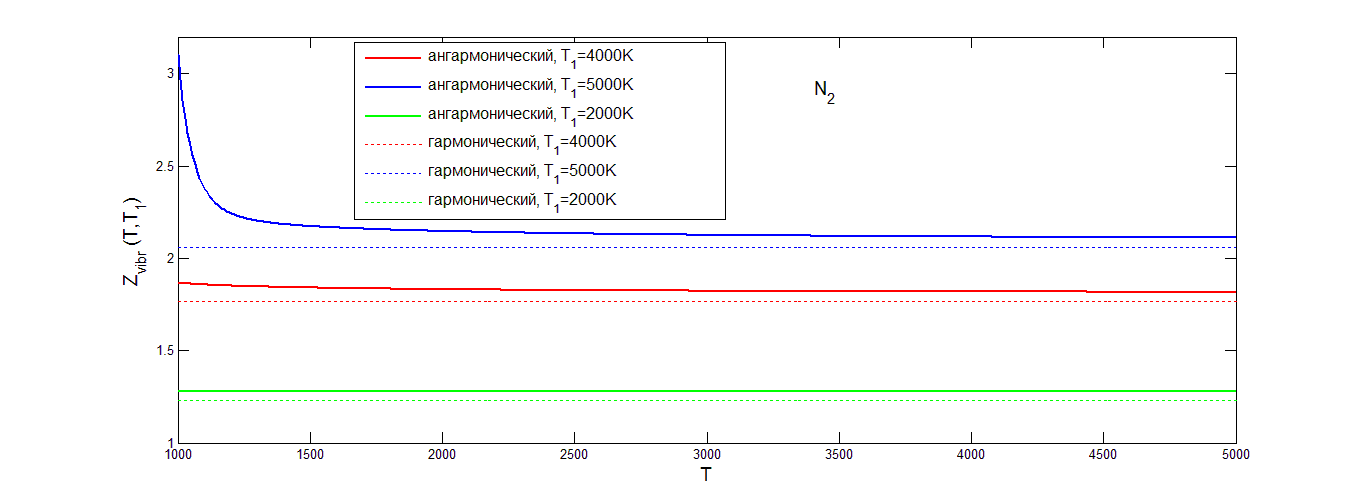 ангармонический, T1=4000K
ангармонический, T1=5000K
ангармонический, T1=2000K
гармонический, T1=4000K
гармонический, T1=5000K
гармонический, T1=2000K
N2
3
2.5
2
1.5
1
Zvibr (T,T1)
1000 1500 2000 2500 3000 3500 4000 4500 5000
T